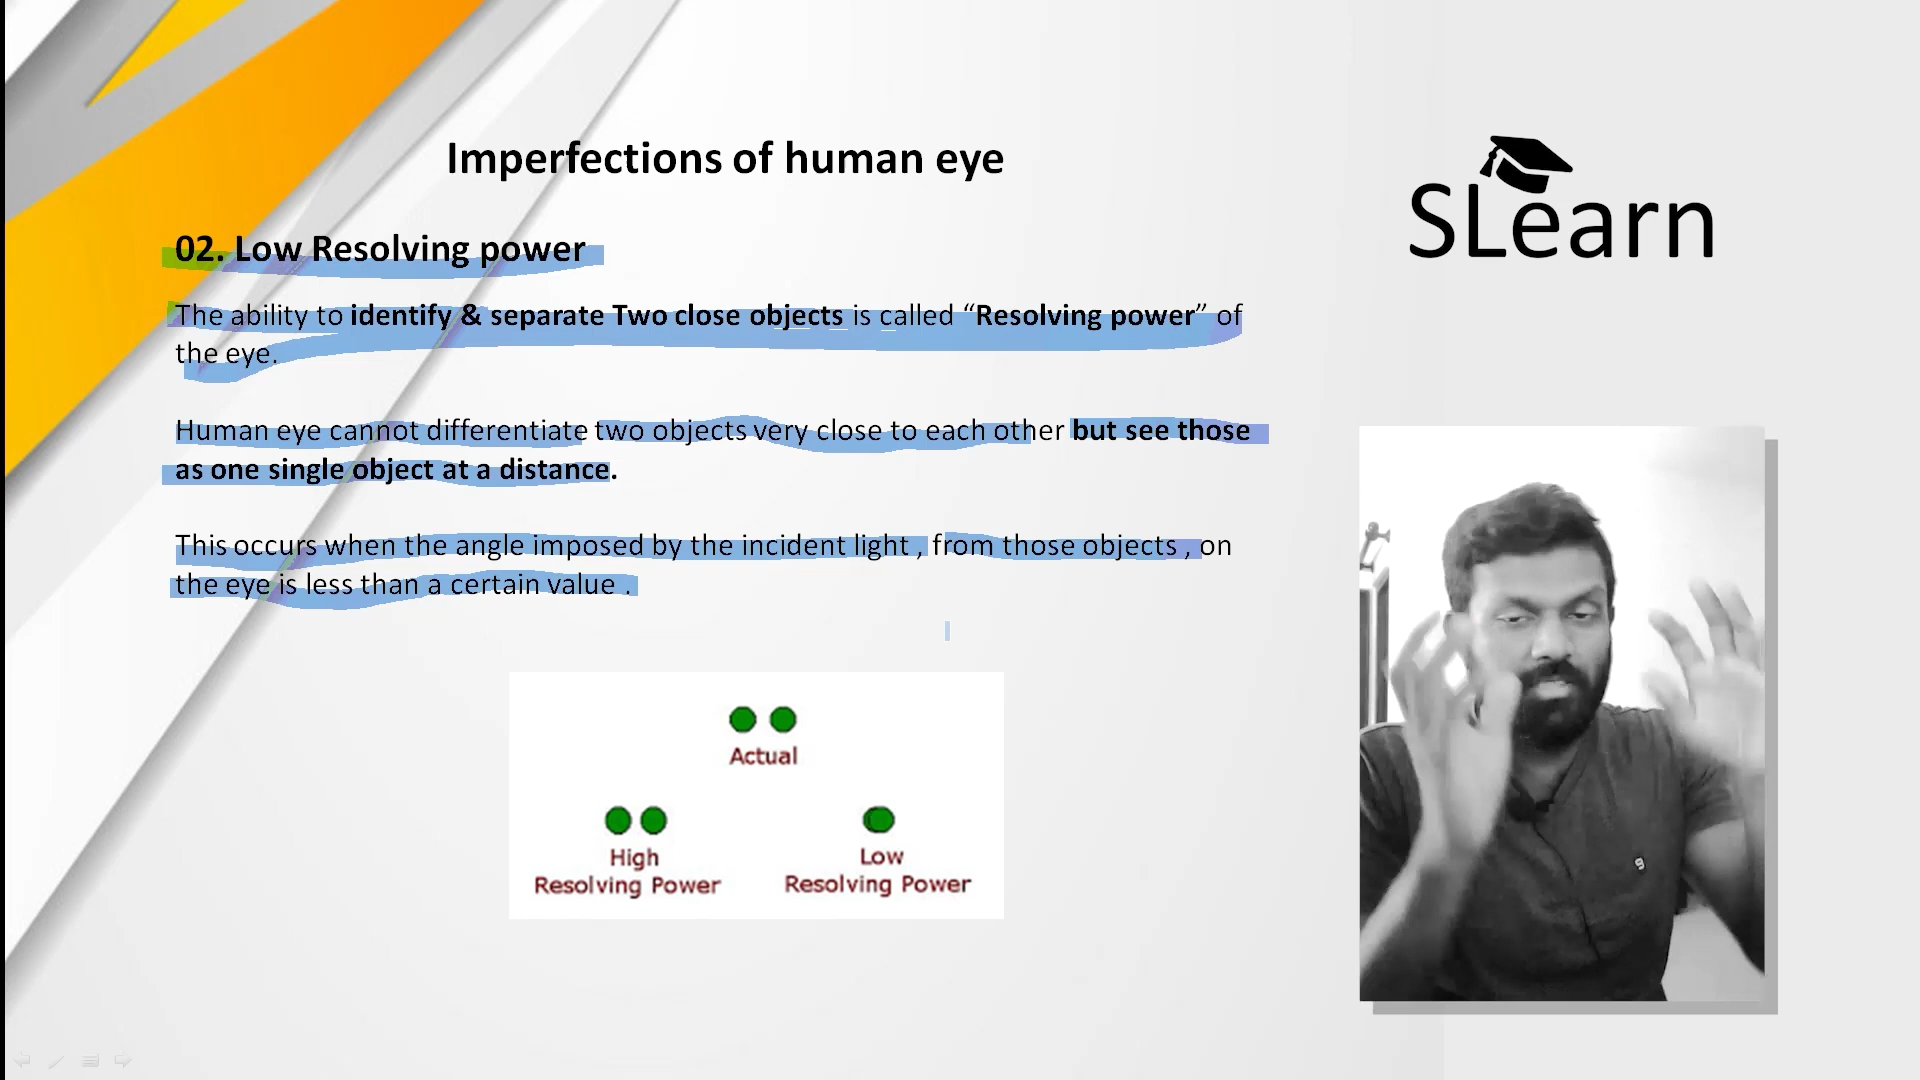 Imperfections of human eye
SLearn
02. Low Resolving power
The ability to identify & separate Two close objects is called “Resolving power” of
the eye.
Human eye cannot differentiate two objects very close to each other but see those
as one single object at a distance.
This occurs when the angle imposed by the incident light , from those objects , on
the eye is less than a certain value .
Actual
High
Resolving Power
Low
Resolving Power